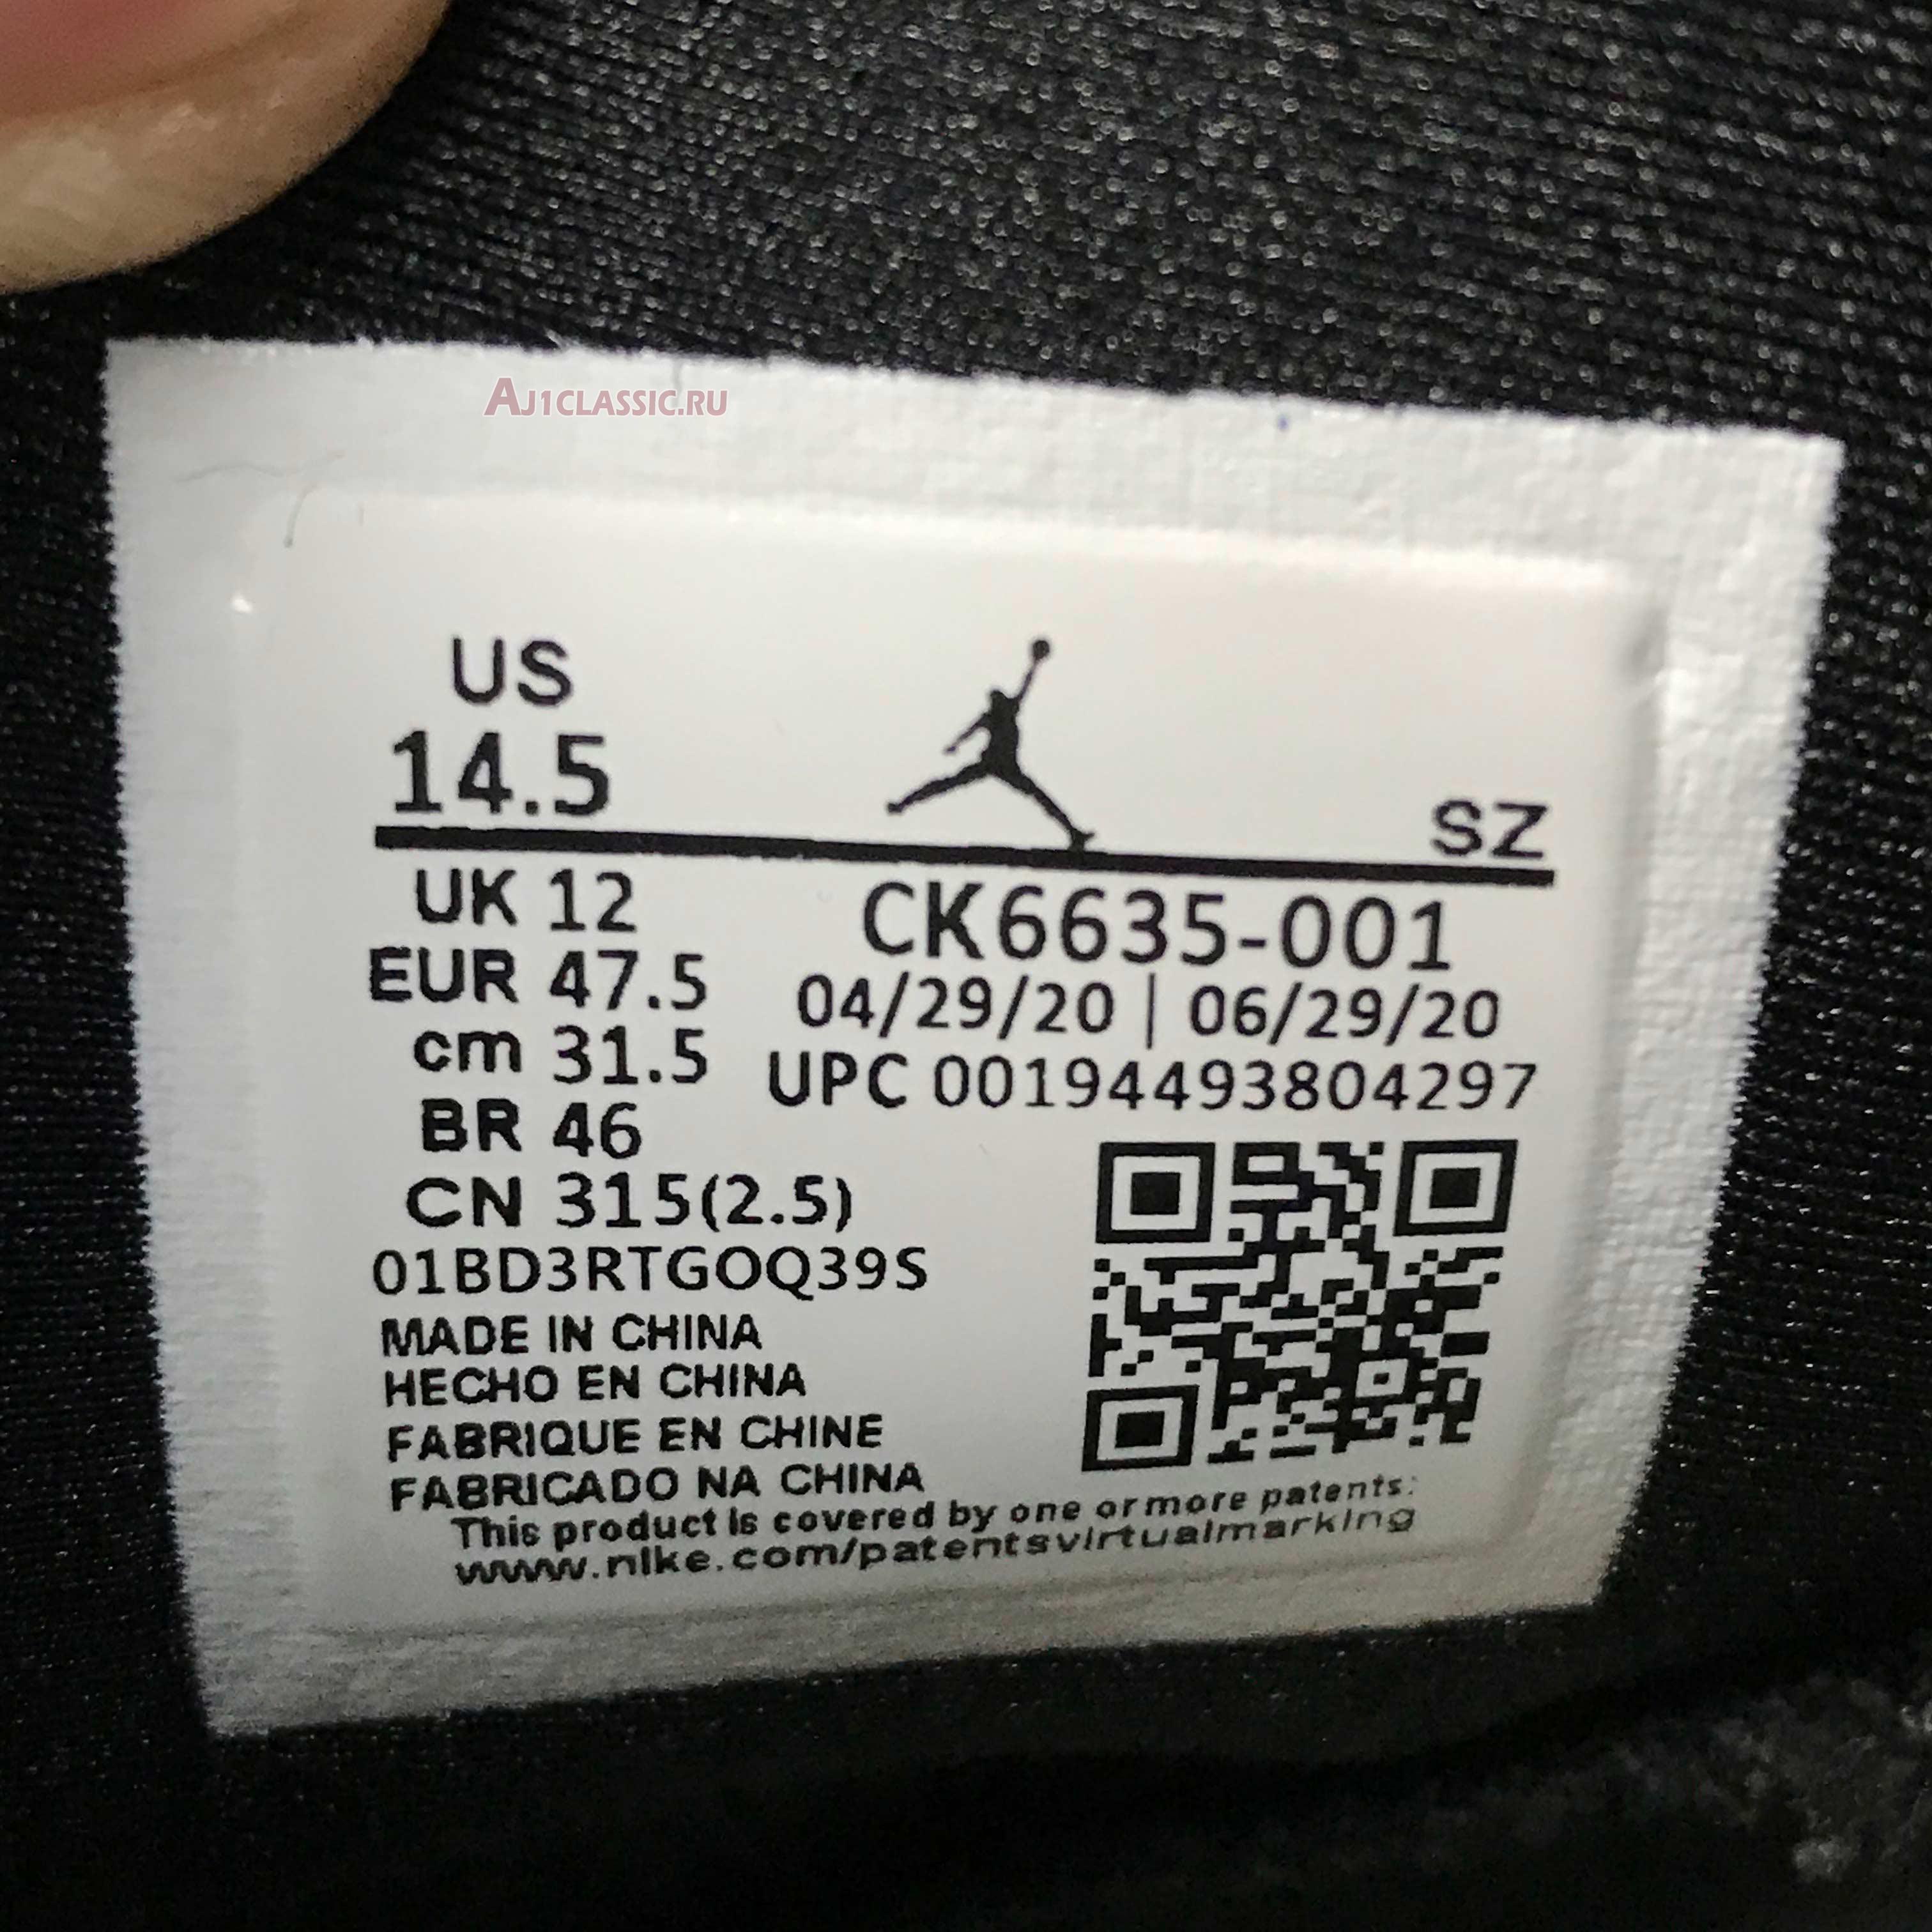 AJ1CLASSIC.RU
US
14.5
SZ
UK 12
EUR 47.5
cm 31.5
BR 46
CN 315(2.5)
CK6635-001
04/29/20 | 06/29/20
UPC 00194493804297
01BD3RTGOQ39S
MADE IN CHINA
HECHO EN CHINA
FABRIQUE EN CHINE
FABRICADO NA CHINA
This product is covered by one or more patents:
www.nike.com/patentsvirtualmarking